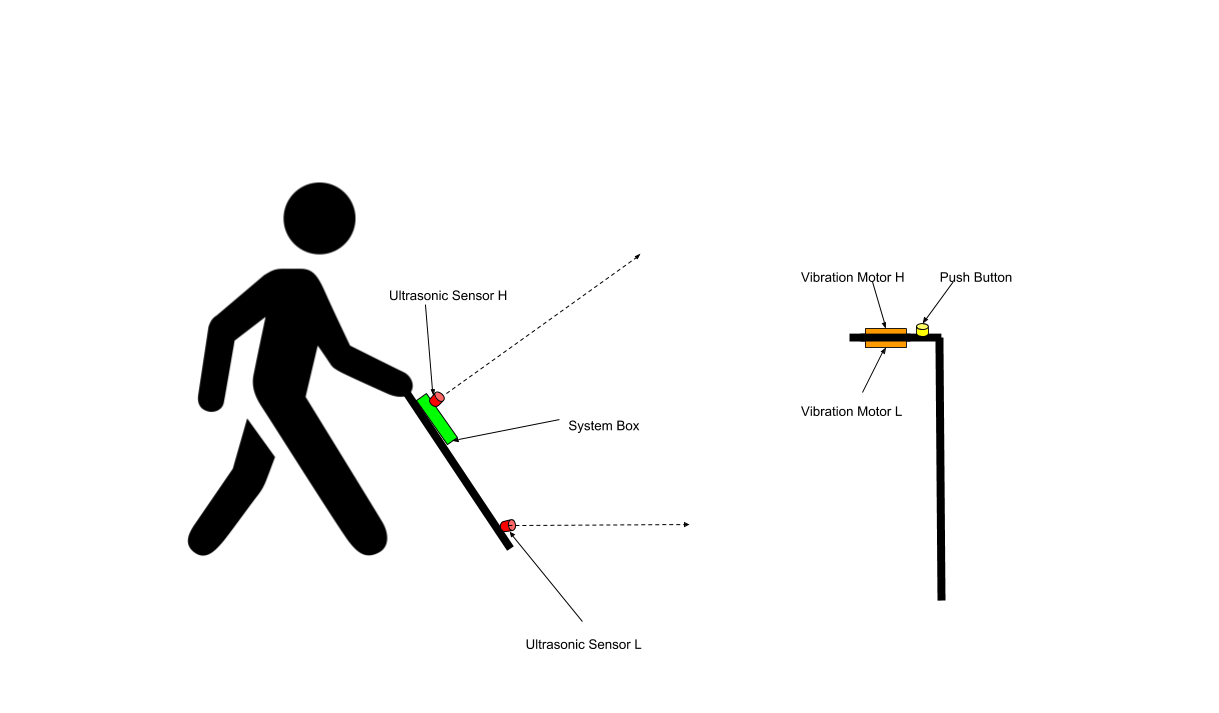 Ultrasonic Sensor H
System Box
Ultrasonic Sensor L
Vibration Motor H
Push Button
Vibration Motor L